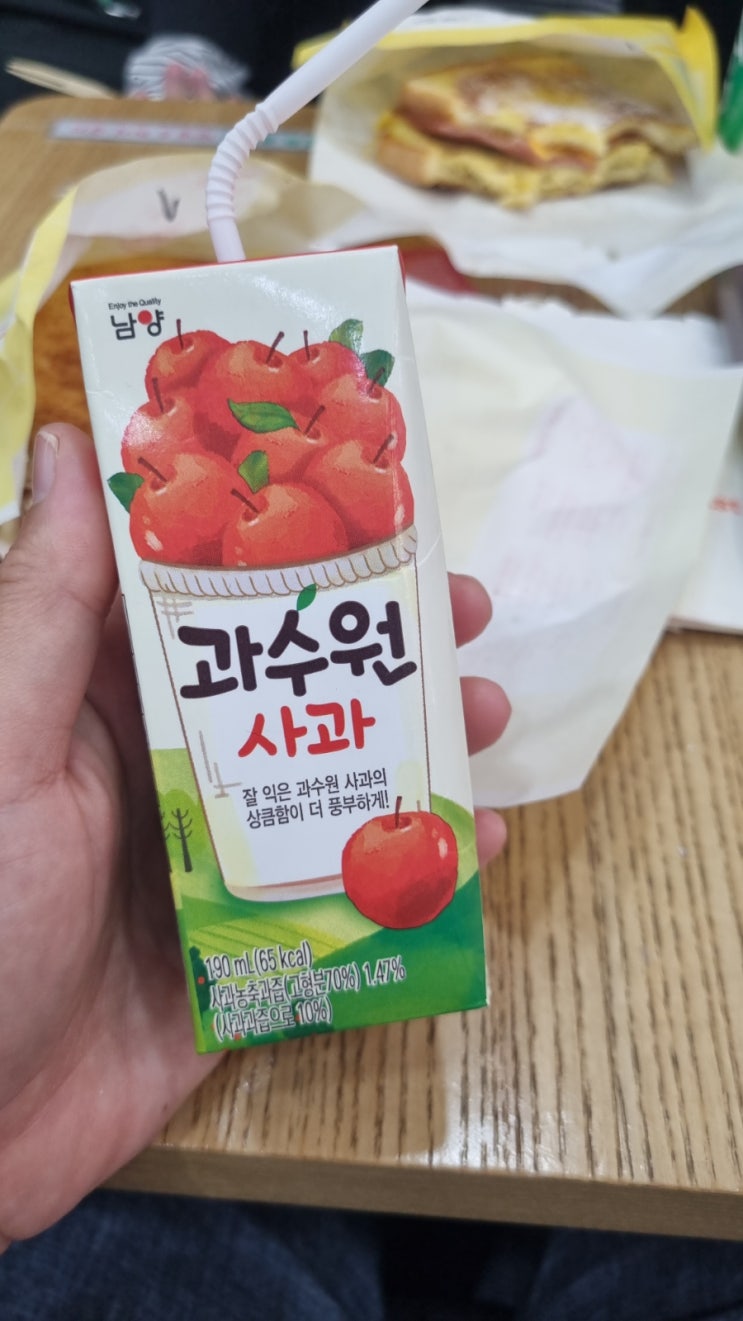 Enjoy the Quality
남양
과수원
사과
잘 익은 과수원 사과의
상큼함이 더 풍부하게!
190 mL(65 kcal)
사과농축과즙(고형분70%) 1.47%
(사과과즙으로 10%)